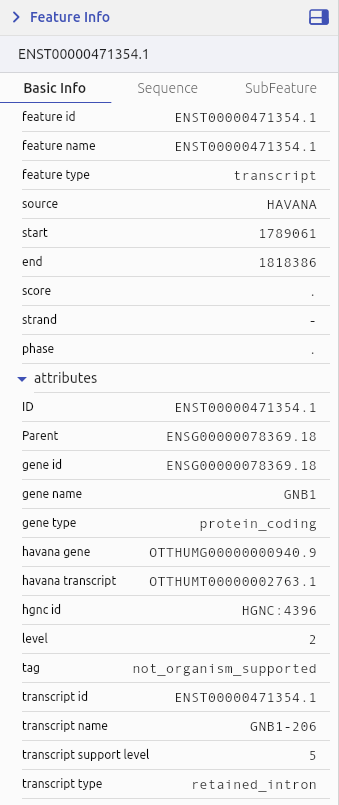 Feature Info
ENST00000471354.1
Basic Info Sequence SubFeature
feature id ENST00000471354.1
feature name ENST00000471354.1
feature type transcript
source HAVANA
start 1789061
end 1818386
score .
strand -
phase .
attributes
ID ENST00000471354.1
Parent ENSG00000078369.18
gene id ENSG00000078369.18
gene name GNB1
gene type protein_coding
havana gene OTTHUMG00000000940.9
havana transcript OTTHUMT00000002763.1
hgnc id HGNC:4396
level 2
tag not_organism_supported
transcript id ENST00000471354.1
transcript name GNB1-206
transcript support level 5
transcript type retained_intron